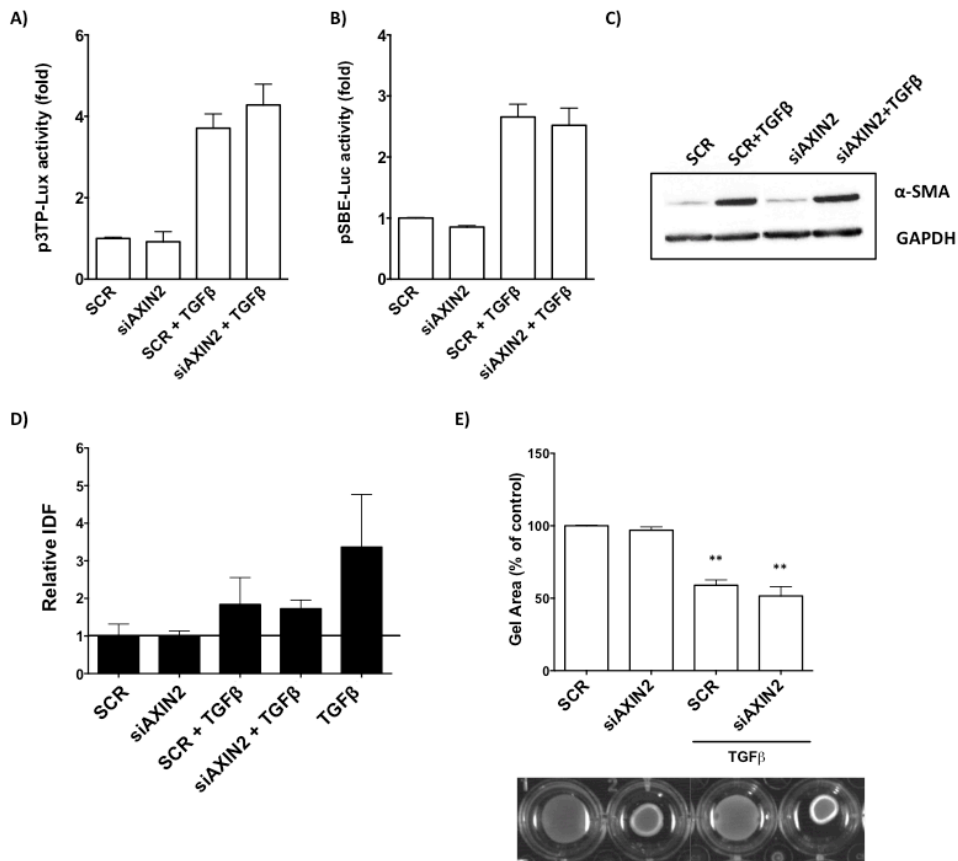 A)
p3TP-Lux activity (fold)
6
4
2
0
SCR
siAXIN2
SCR + TGFβ
siAXIN2 + TGFβ
B)
pSBE-Luc activity (fold)
4
3
2
1
0
SCR
siAXIN2
SCR + TGFβ
siAXIN2 + TGFβ
C)
SCR
SCR+TGFβ
siAXIN2
siAXIN2+TGFβ
α-SMA
GAPDH
D)
Relative IDF
6
5
4
3
2
1
0
SCR
siAXIN2
SCR + TGFβ
siAXIN2 + TGFβ
TGFβ
E)
Gel Area (% of control)
150
100
50
0
**
**
SCR
siAXIN2
SCR
siAXIN2
TGFβ
1
2